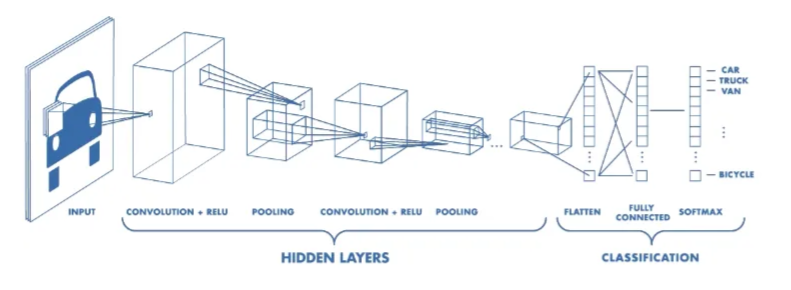 CAR
TRUCK
VAN
BICYCLE
INPUT
CONVOLUTION + RELU
POOLING
CONVOLUTION + RELU
POOLING
FLATTEN
FULLY
CONNECTED
SOFTMAX
HIDDEN LAYERS
CLASSIFICATION